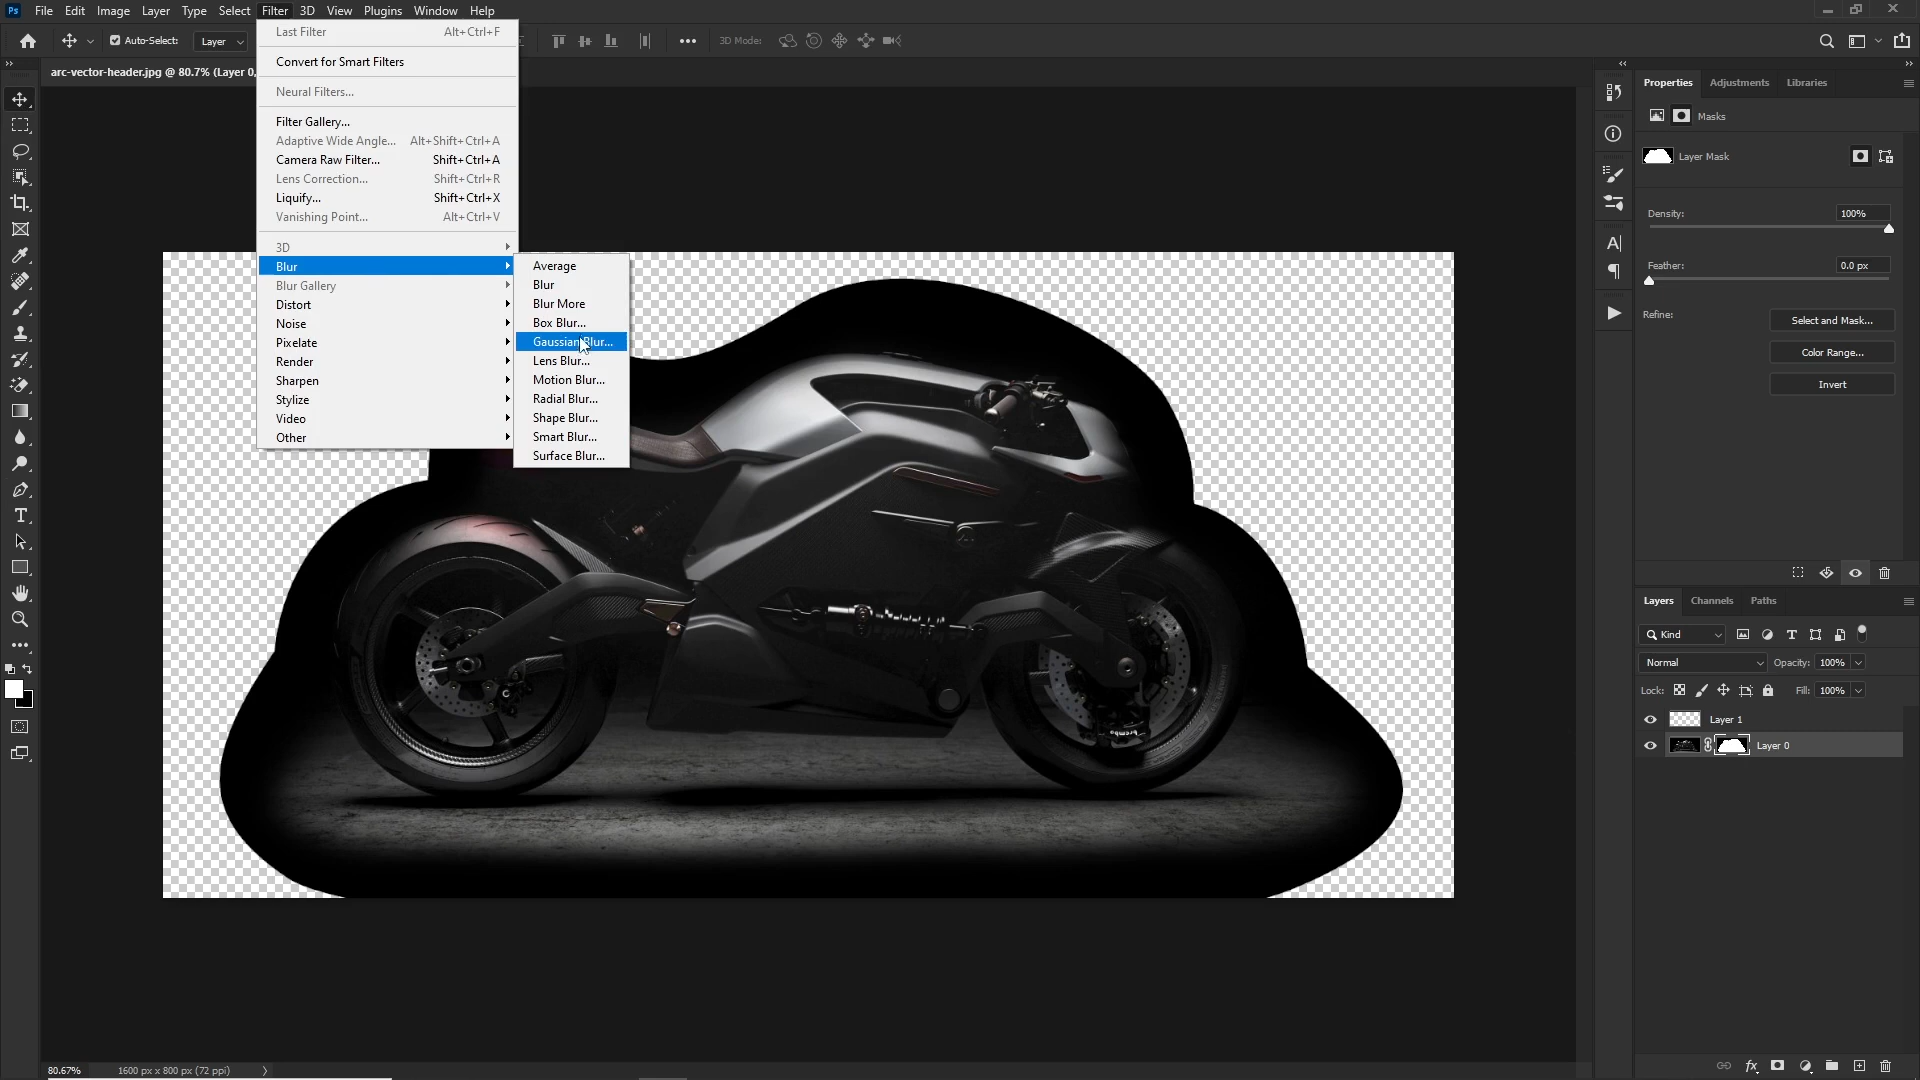 Ps File Edit Image Layer Type Select Filter 3D View Plugins Window Help
Auto-Select: Layer 3D Mode:
arc-vector-header.jpg @ 80.7% (Layer 0,
Last Filter Alt+Ctrl+F
Convert for Smart Filters
Neural Filters...
Filter Gallery...
Adaptive Wide Angle... Alt+Shift+Ctrl+A
Camera Raw Filter... Shift+Ctrl+A
Lens Correction... Shift+Ctrl+R
Liquify... Shift+Ctrl+X
Vanishing Point... Alt+Ctrl+V
3D
Blur
Blur Gallery
Distort
Noise
Pixelate
Render
Sharpen
Stylize
Video
Other
Average
Blur
Blur More
Box Blur...
Gaussian Blur...
Lens Blur...
Motion Blur...
Radial Blur...
Shape Blur...
Smart Blur...
Surface Blur...
Properties Adjustments Libraries
Masks
Layer Mask
Density: 100%
Feather: 0.0 px
Refine: Select and Mask...
Color Range...
Invert
Layers Channels Paths
Kind
Normal Opacity: 100%
Lock: Fill: 100%
Layer 1
Layer 0
80.67% 1600 px x 800 px (72 ppi)